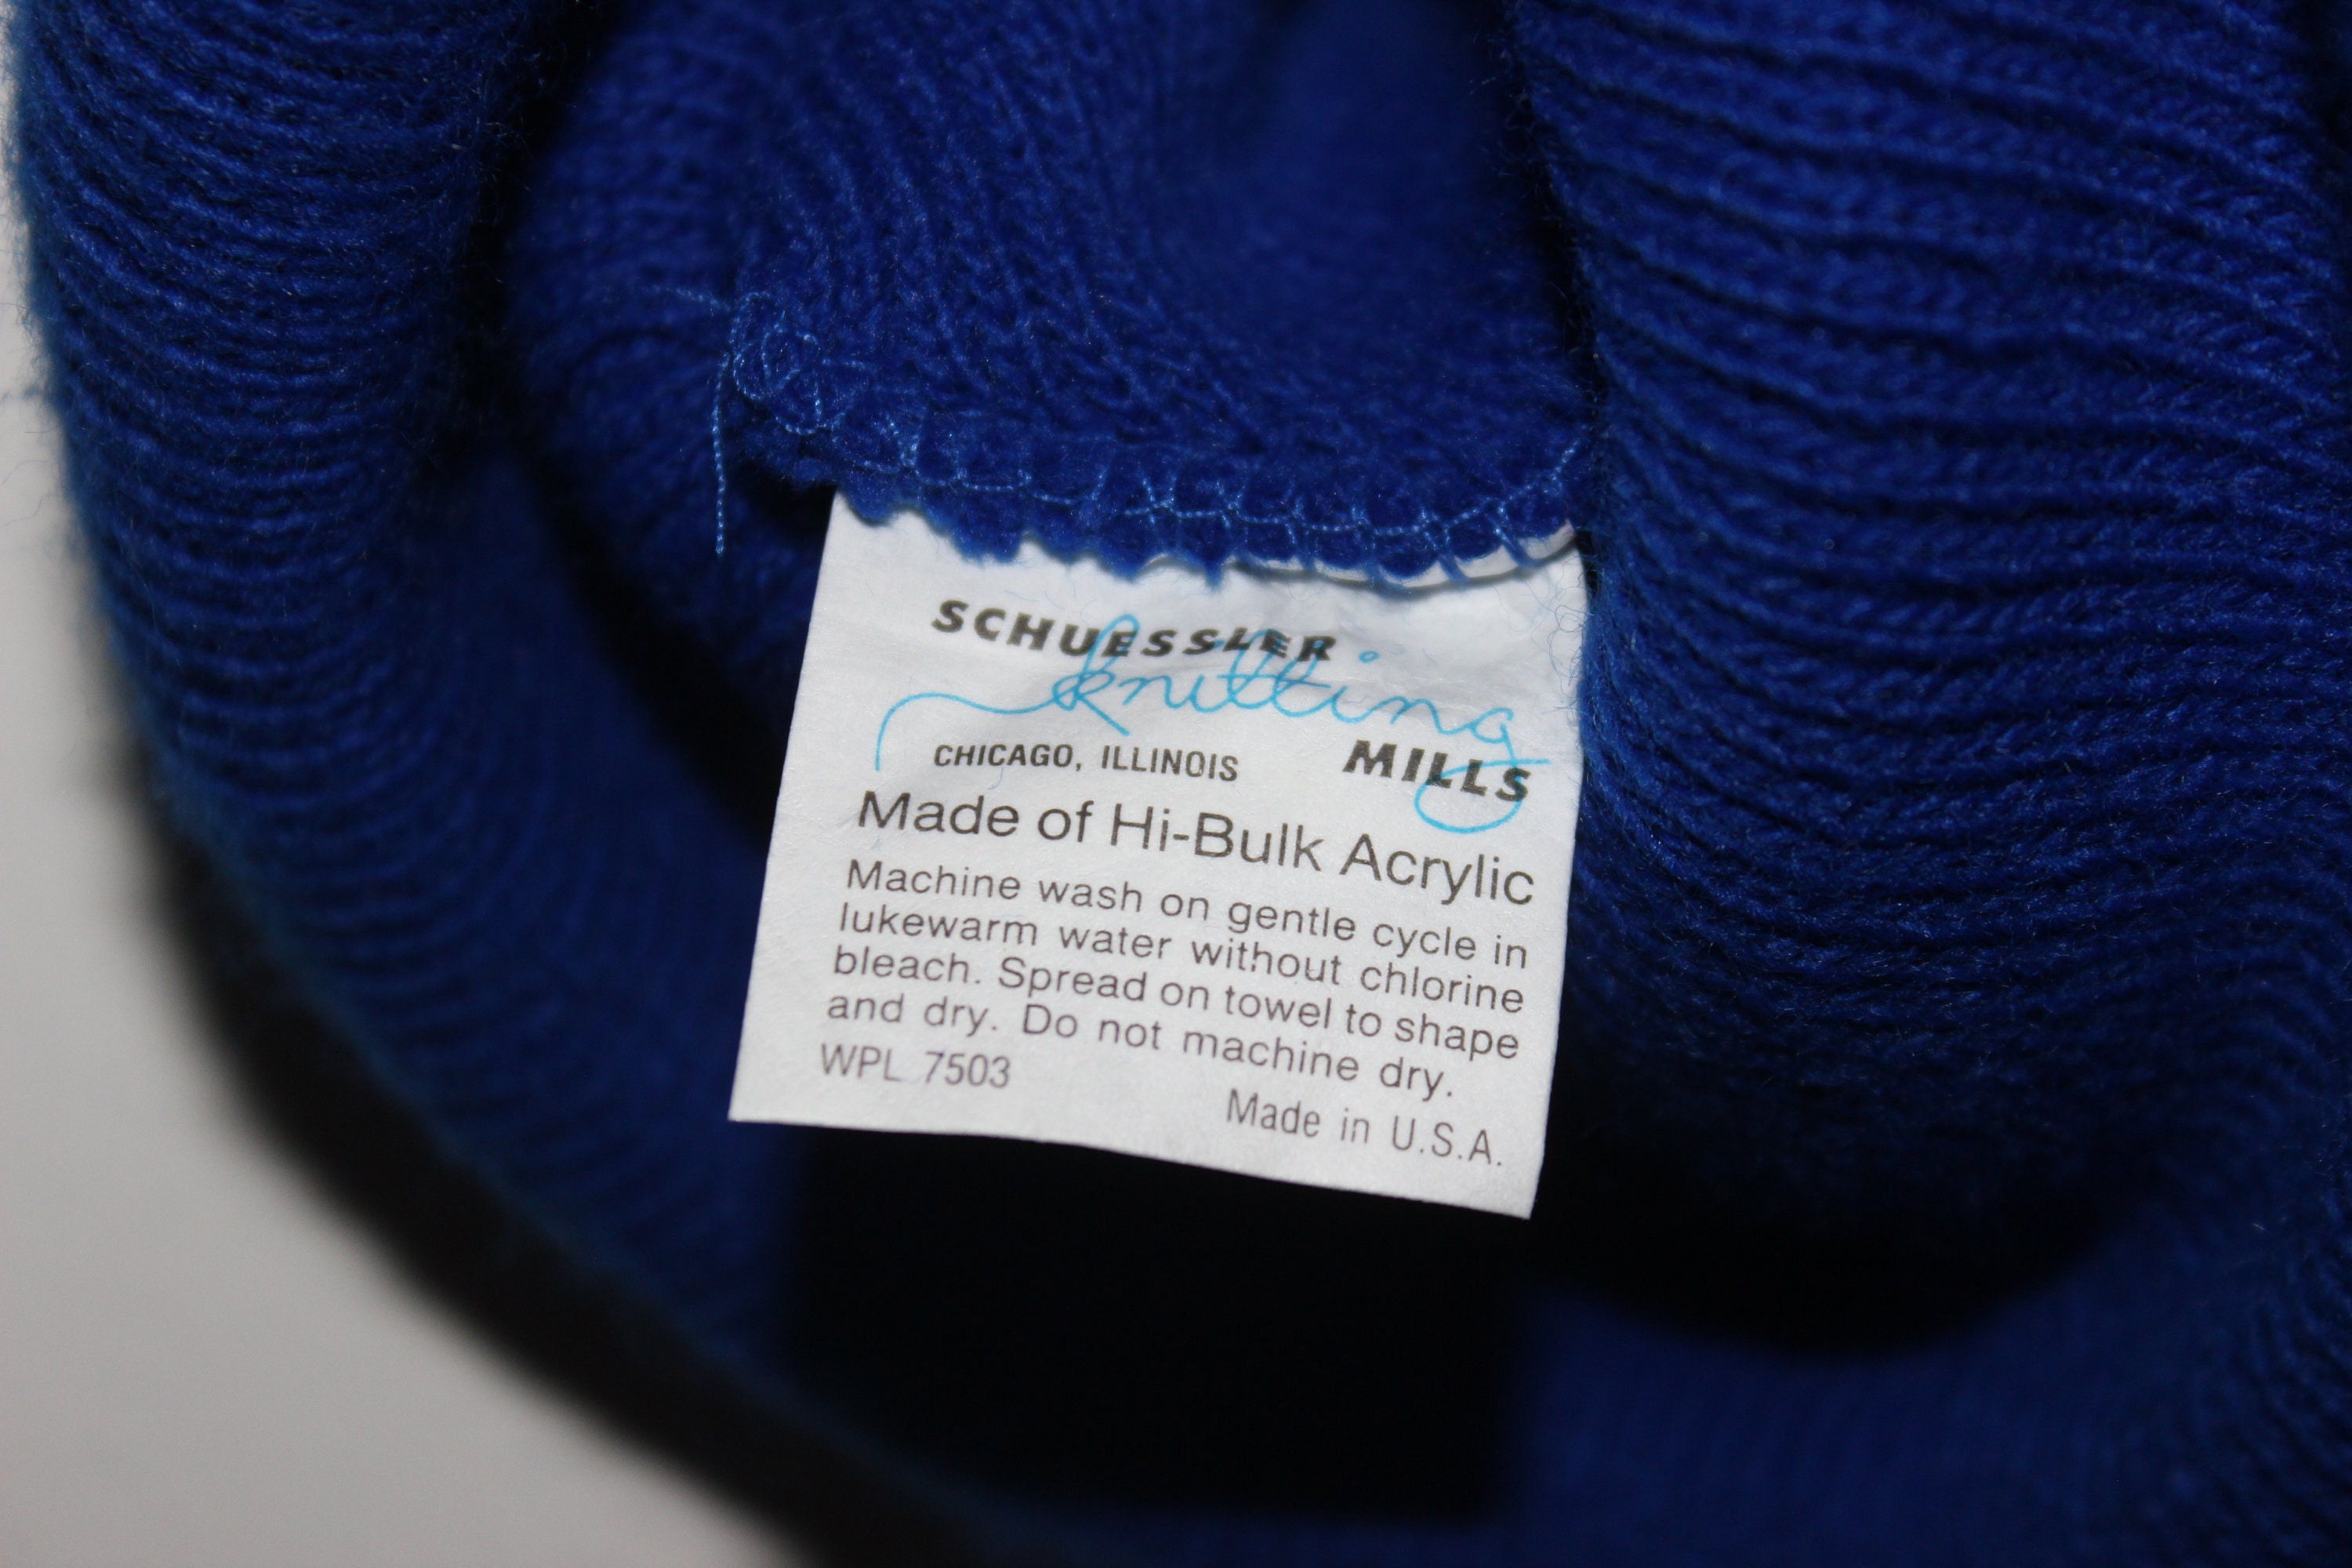 SCHUESSLER
knitting
CHICAGO, ILLINOIS MILLS
Made of Hi-Bulk Acrylic
Machine wash on gentle cycle in
lukewarm water without chlorine
bleach. Spread on towel to shape
and dry. Do not machine dry.
WPL 7503
Made in U.S.A.